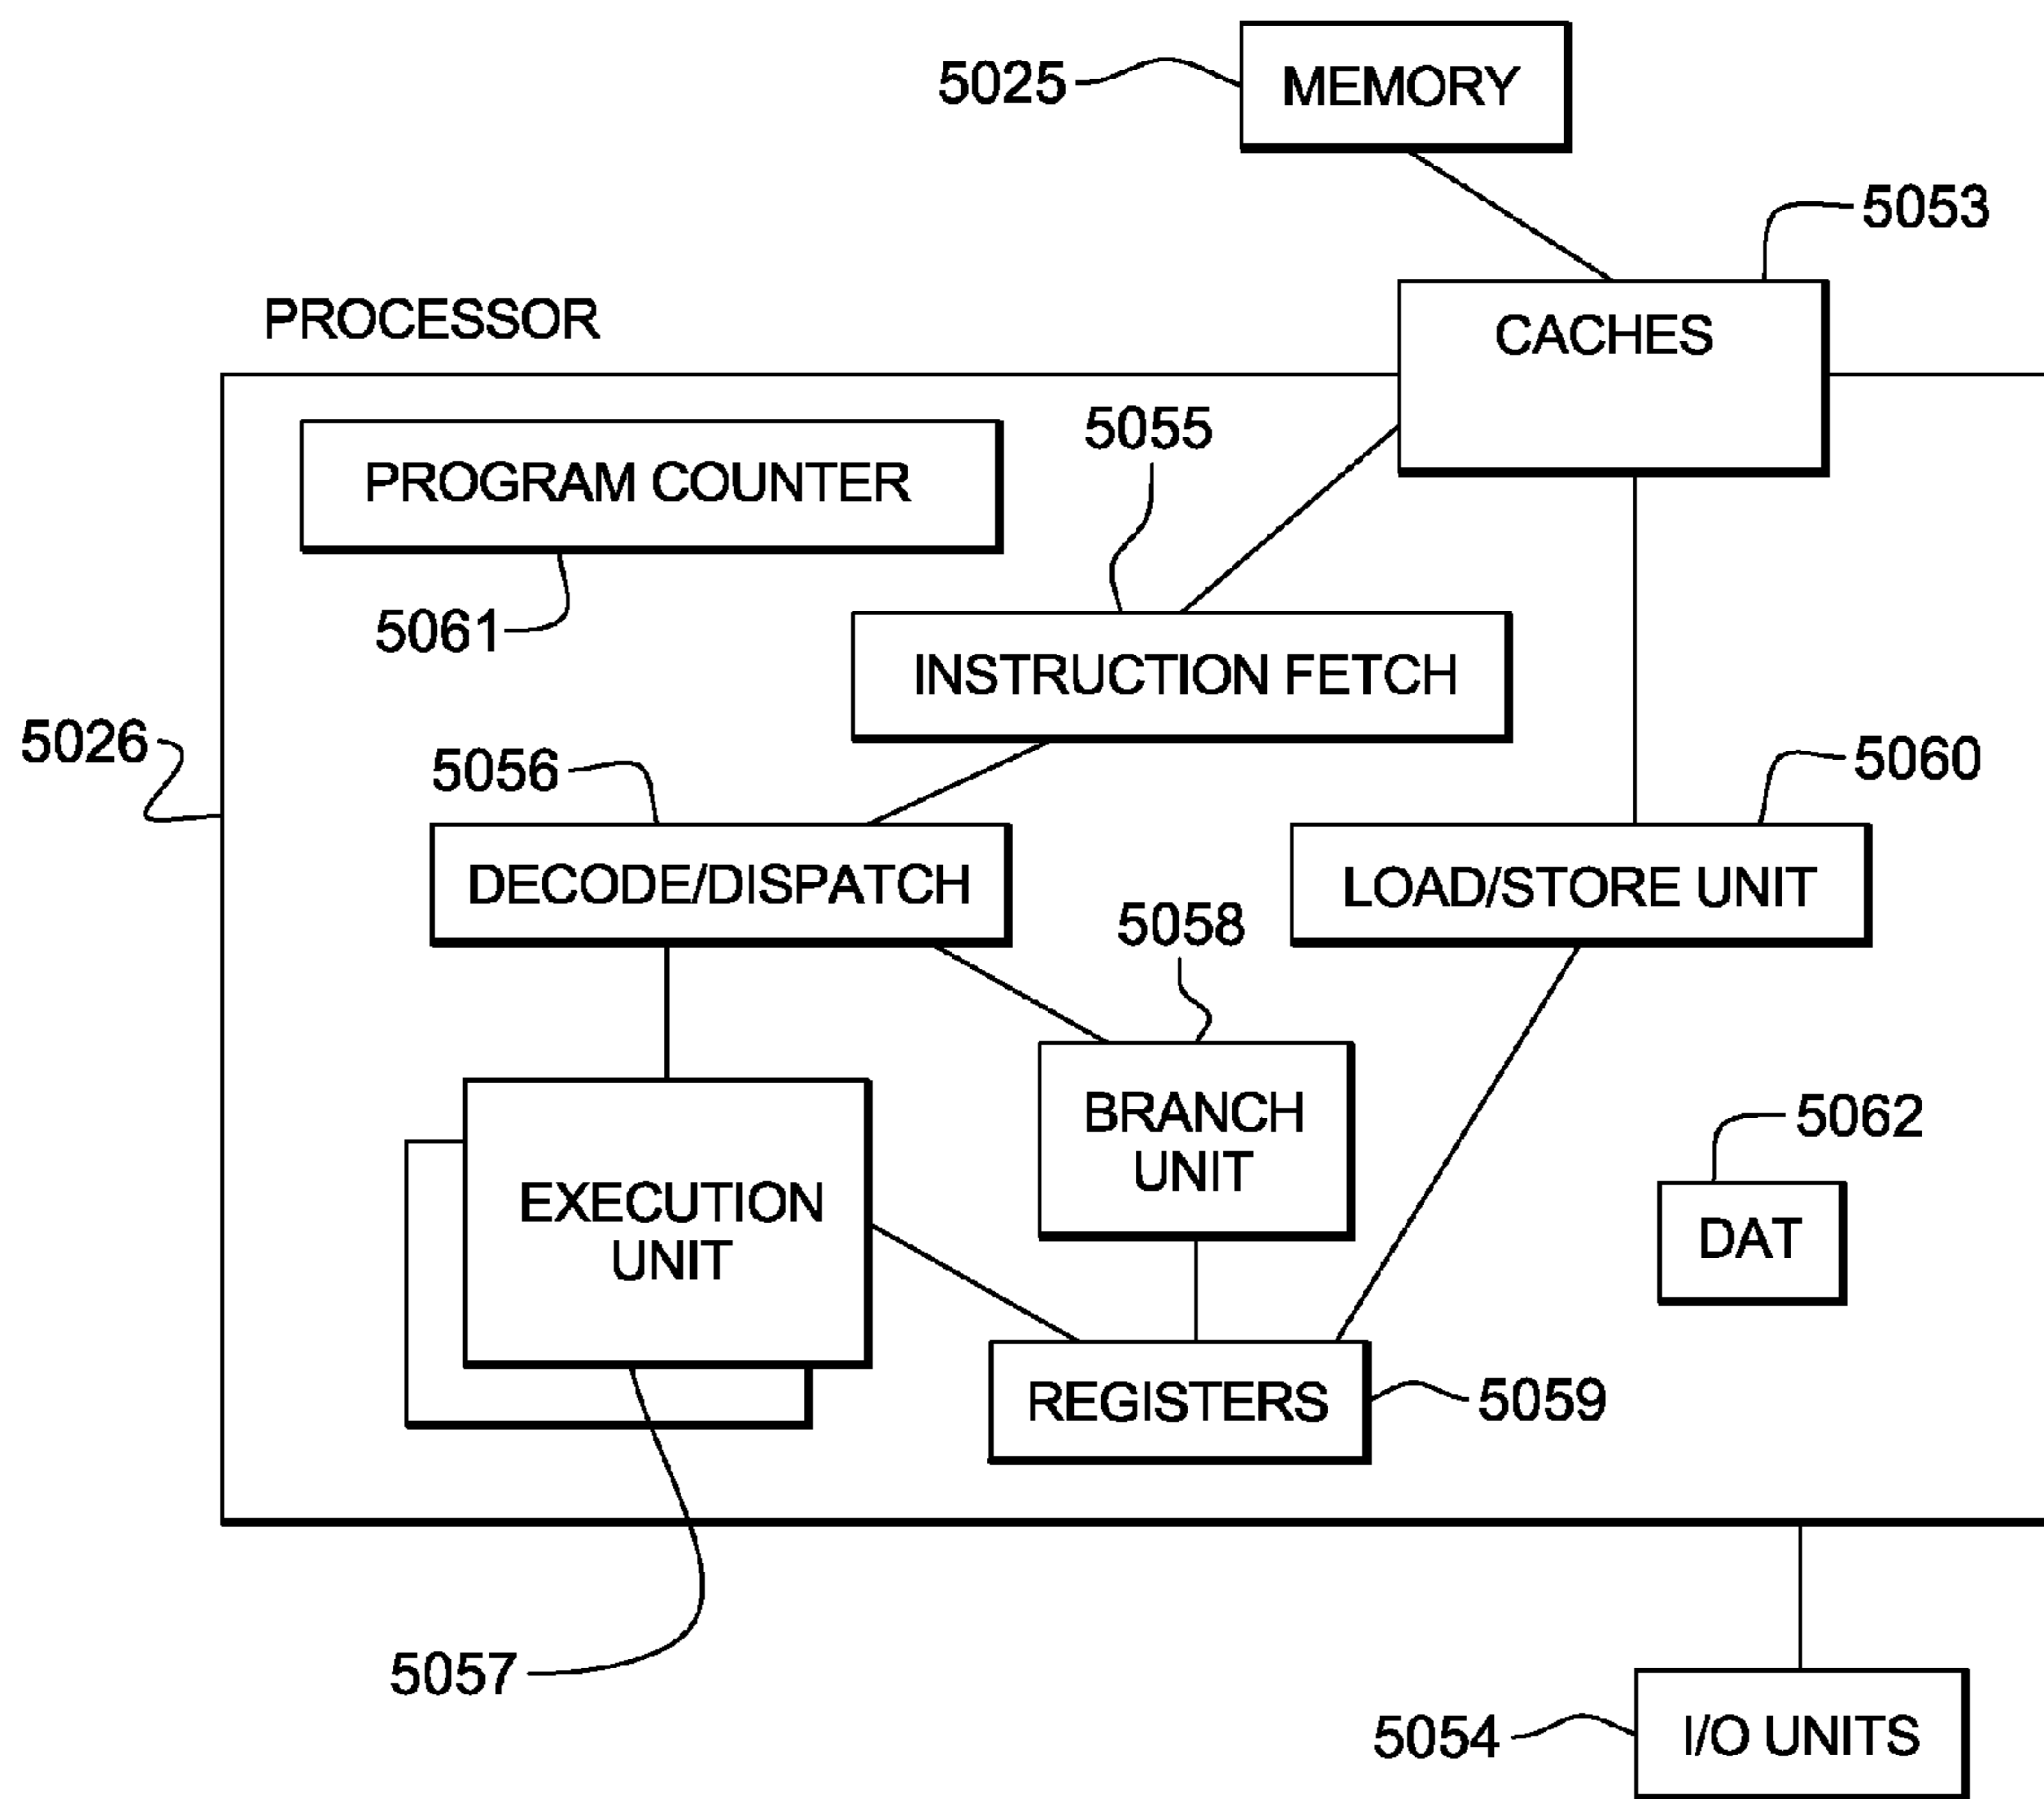 5025
MEMORY
5053
PROCESSOR
CACHES
5055
PROGRAM COUNTER
5061
INSTRUCTION FETCH
5026
5056
5060
DECODE/DISPATCH
LOAD/STORE UNIT
5058
BRANCH
UNIT
5062
EXECUTION
UNIT
DAT
REGISTERS
5059
5057
5054
I/O UNITS